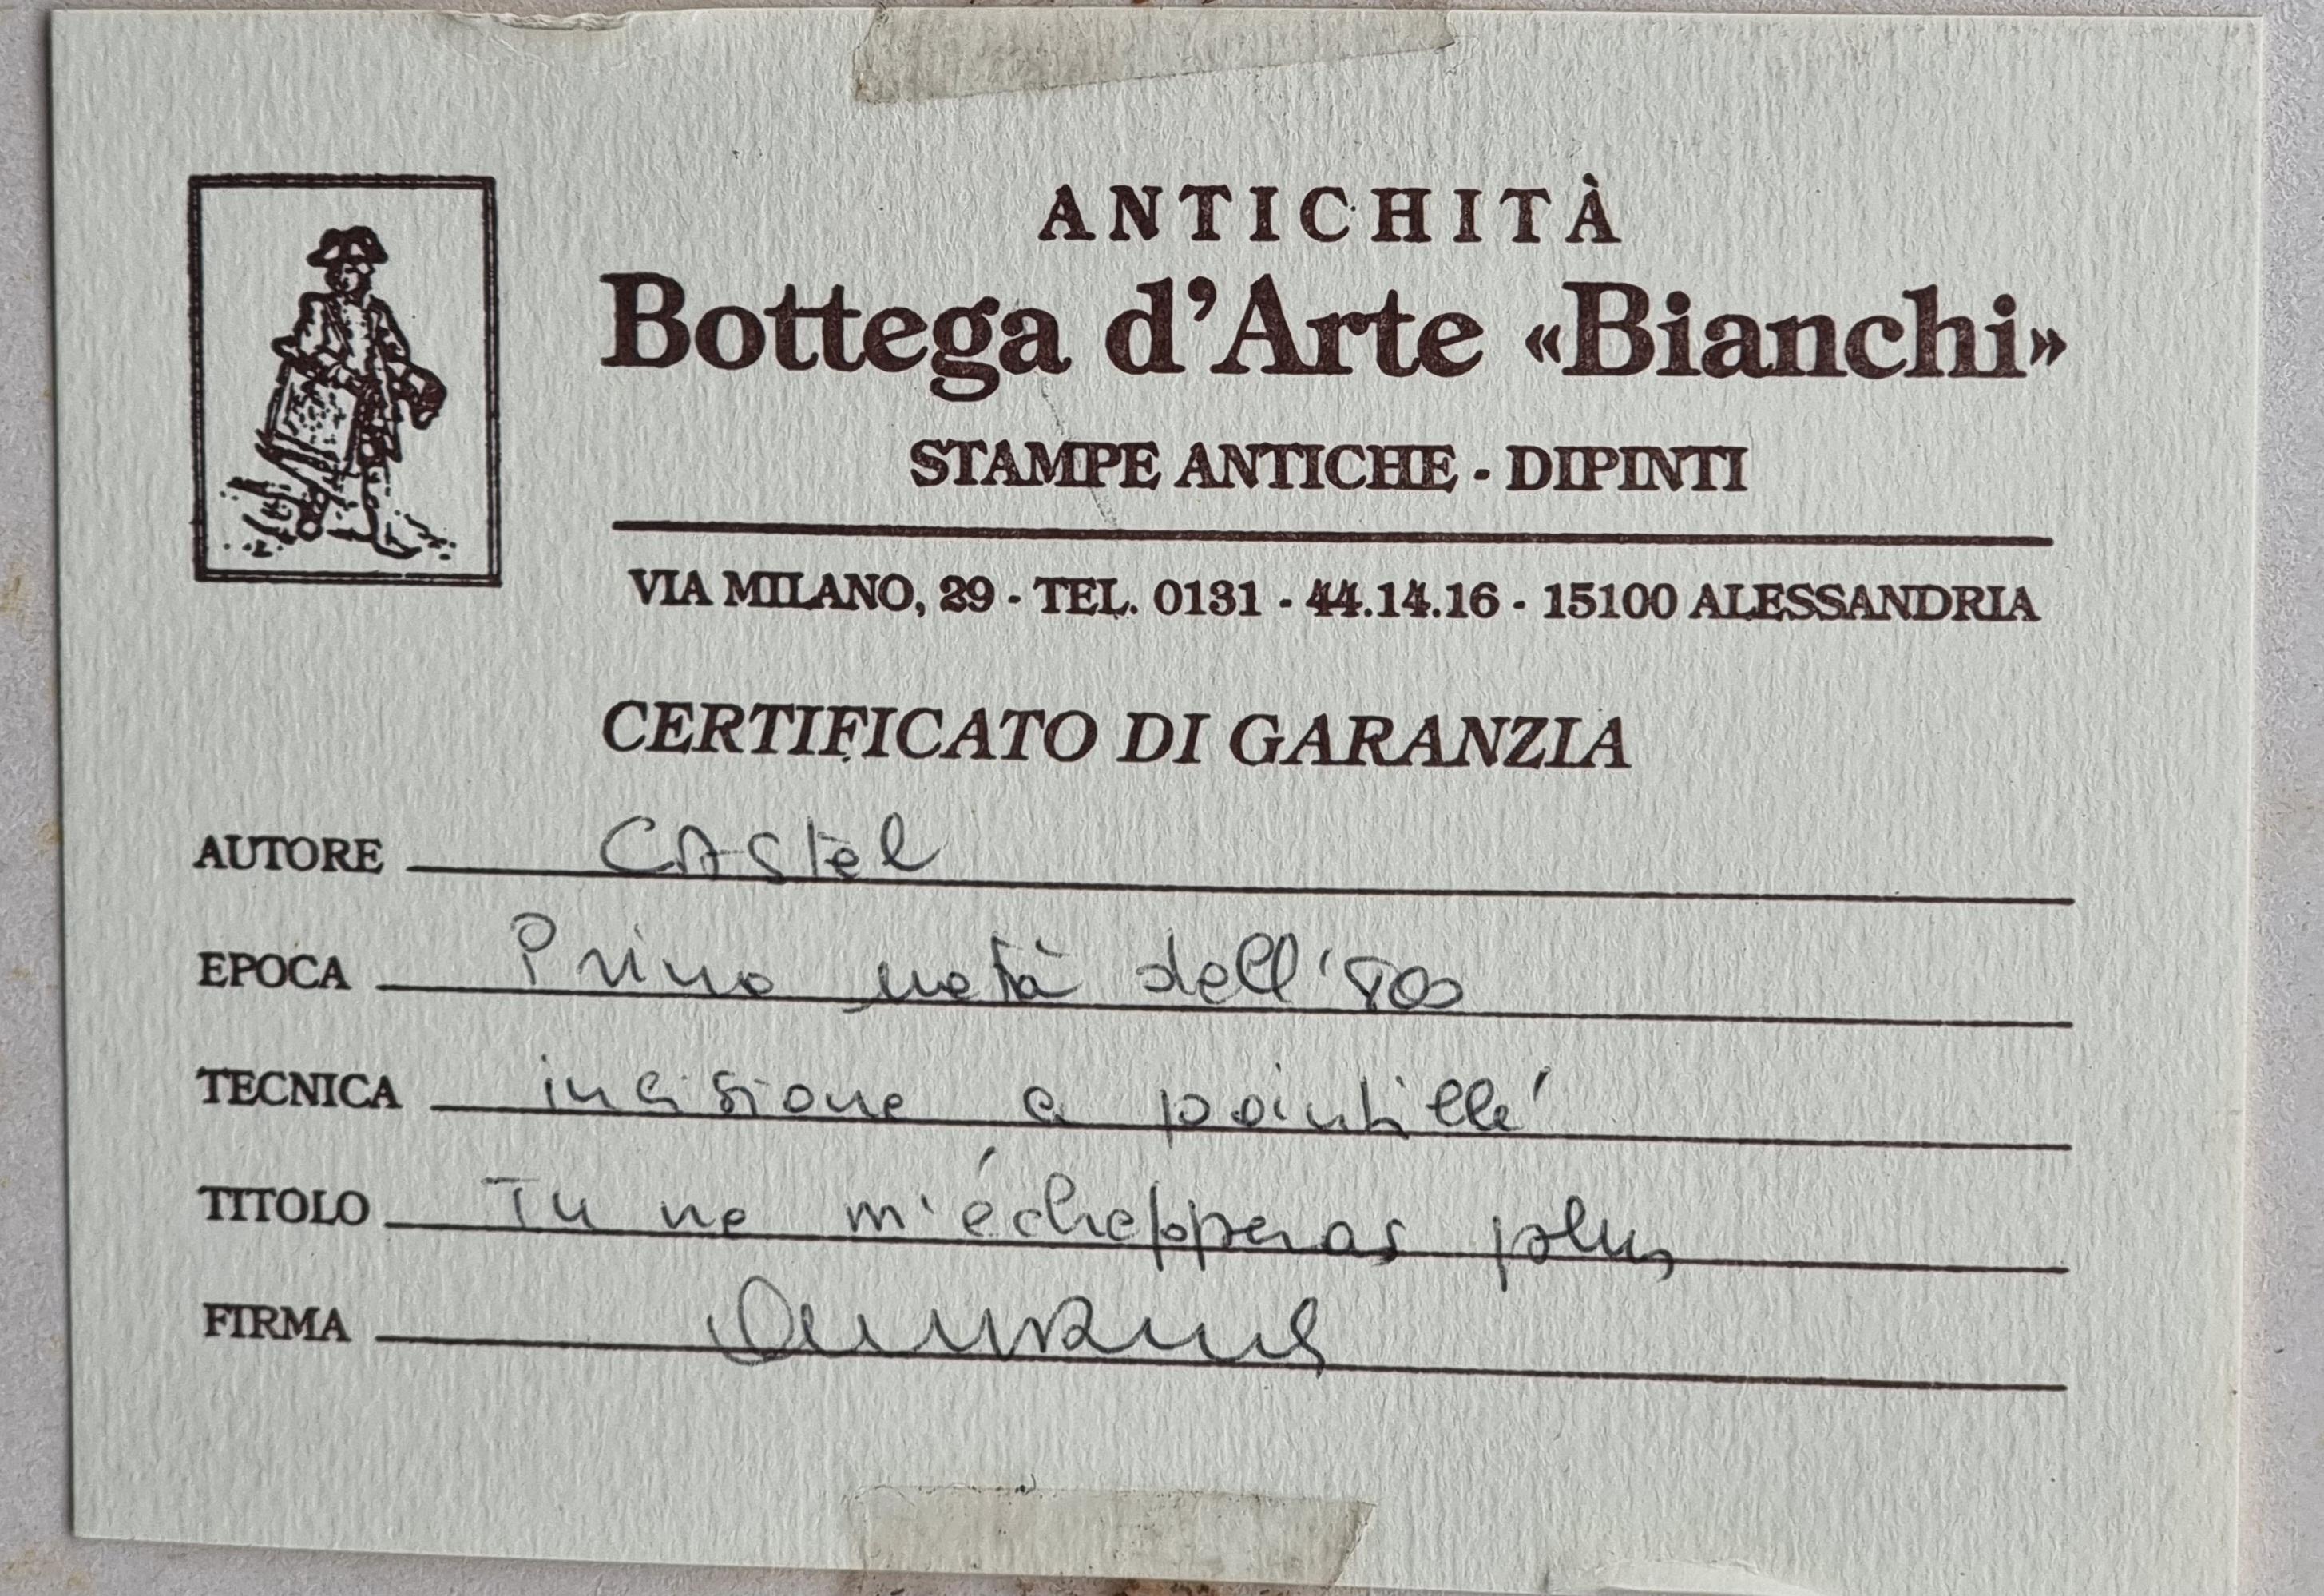 ANTICHITÀ
Bottega d'Arte «Bianchi»
STAMPE ANTICHE - DIPINTI
VIA MILANO, 29 - TEL. 0131 - 44.14.16 - 15100 ALESSANDRIA
CERTIFICATO DI GARANZIA
AUTORE CAStel
EPOCA Prima metà dell'800
TECNICA incisione a pointillé
TITOLO Tu ne m'échapperas plus
FIRMA